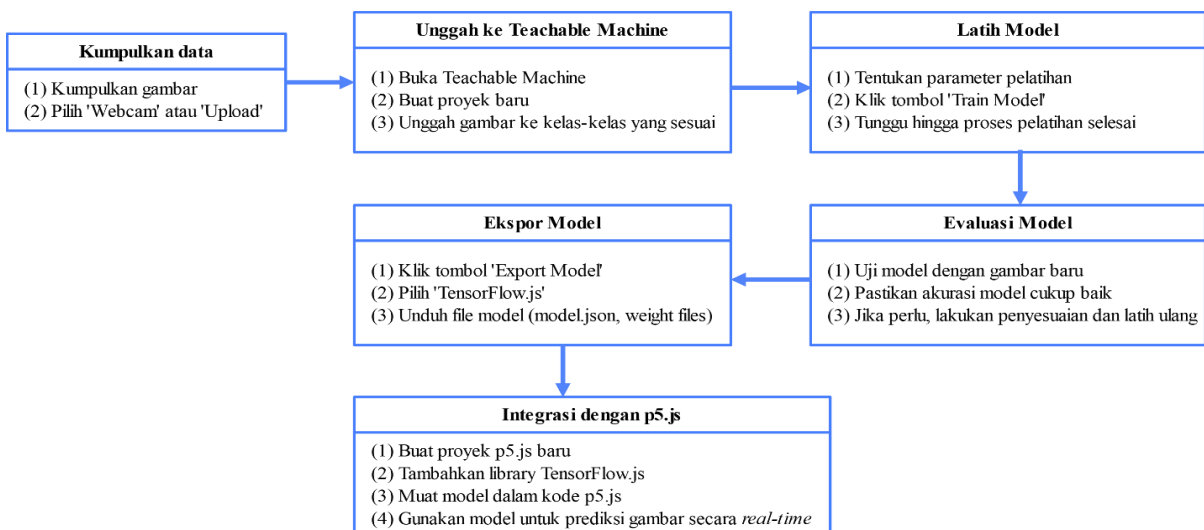 Kumpulkan data
(1) Kumpulkan gambar
(2) Pilih 'Webcam' atau 'Upload'
Unggah ke Teachable Machine
(1) Buka Teachable Machine
(2) Buat proyek baru
(3) Unggah gambar ke kelas-kelas yang sesuai
Latih Model
(1) Tentukan parameter pelatihan
(2) Klik tombol 'Train Model'
(3) Tunggu hingga proses pelatihan selesai
Evaluasi Model
(1) Uji model dengan gambar baru
(2) Pastikan akurasi model cukup baik
(3) Jika perlu, lakukan penyesuaian dan latih ulang
Ekspor Model
(1) Klik tombol 'Export Model'
(2) Pilih 'TensorFlow.js'
(3) Unduh file model (model.json, weight files)
Integrasi dengan p5.js
(1) Buat proyek p5.js baru
(2) Tambahkan library TensorFlow.js
(3) Muat model dalam kode p5.js
(4) Gunakan model untuk prediksi gambar secara real-time